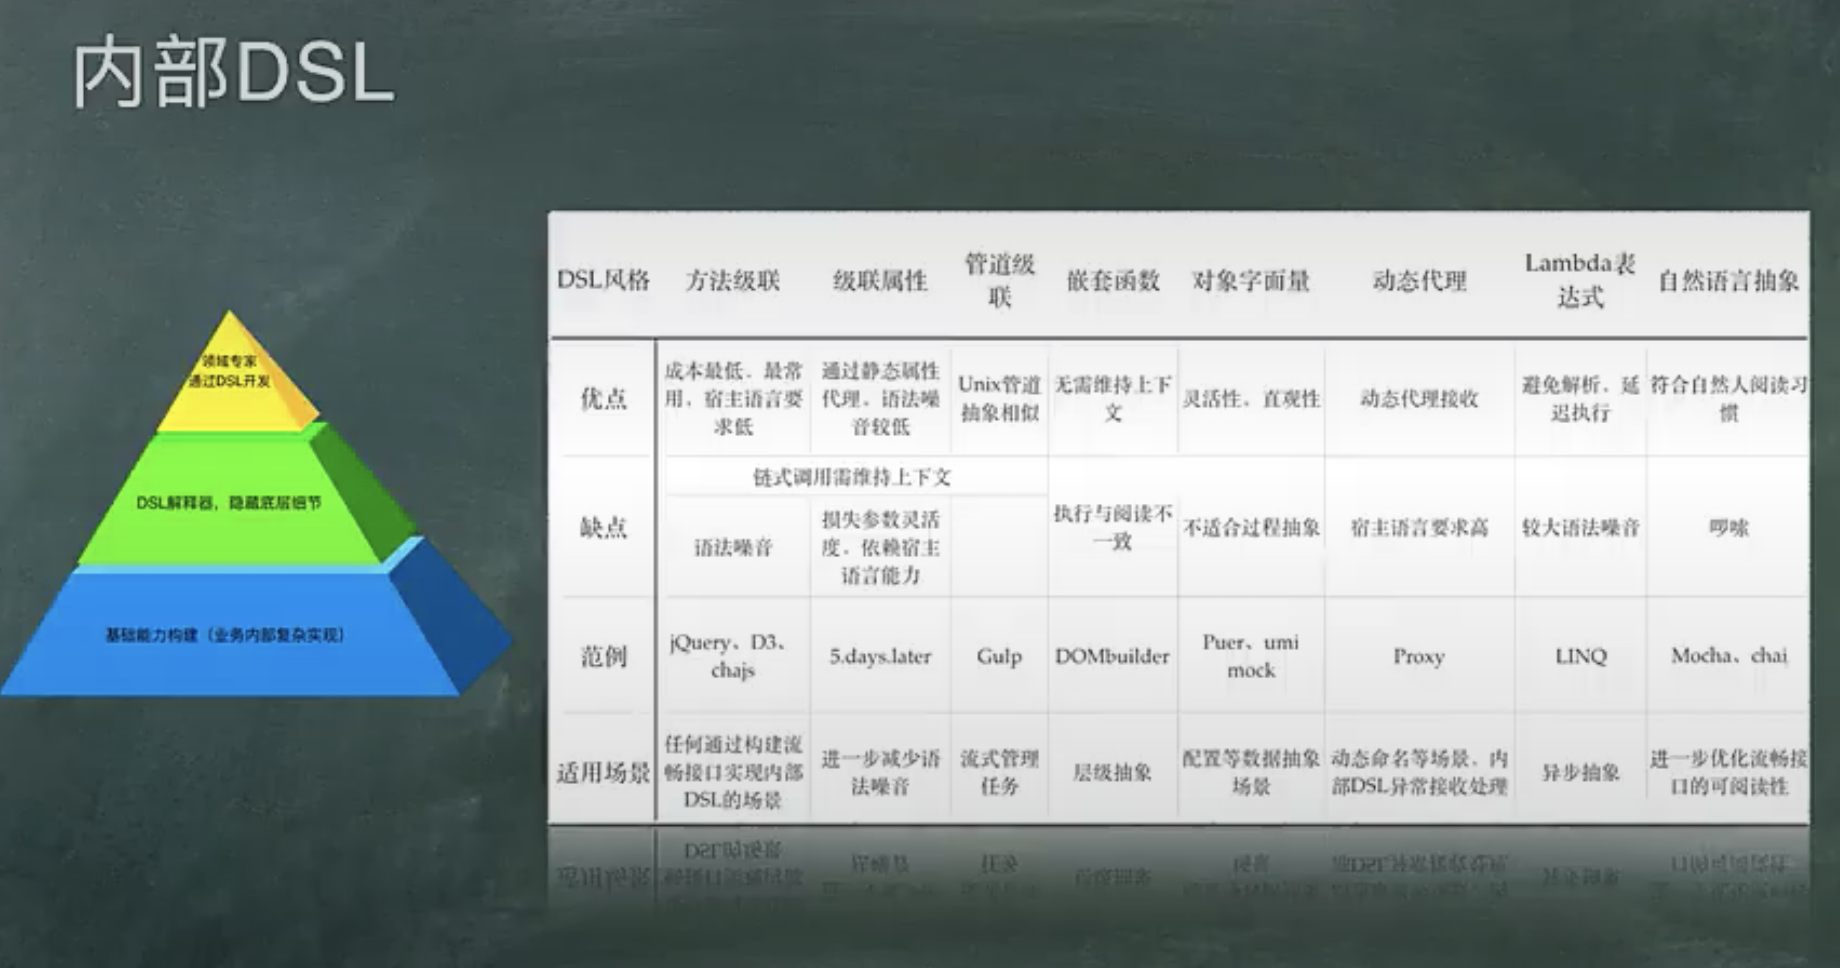 内部DSL
领域专家
通过DSL开发
DSL解释器，隐藏底层细节
基础能力构建（业务内部复杂实现）
DSL风格 方法级联 级联属性 管道级联 嵌套函数 对象字面量 动态代理 Lambda表达式 自然语言抽象
优点 成本最低、最常用，宿主语言要求低 通过静态属性代理，语法噪音较低 Unix管道抽象相似 无需维持上下文 灵活性、直观性 动态代理接收 避免解析、延迟执行 符合自然人阅读习惯
链式调用需维持上下文
缺点 语法噪音 损失参数灵活度、依赖宿主语言能力 执行与阅读不一致 不适合过程抽象 宿主语言要求高 较大语法噪音 啰嗦
范例 jQuery、D3、chajs 5.days.later Gulp DOMbuilder Puer、umi mock Proxy LINQ Mocha、chai
适用场景 任何通过构建流畅接口实现内部DSL的场景 进一步减少语法噪音 流式管理任务 层级抽象 配置等数据抽象场景 动态命名等场景、内部DSL异常接收处理 异步抽象 进一步优化流畅接口的可阅读性